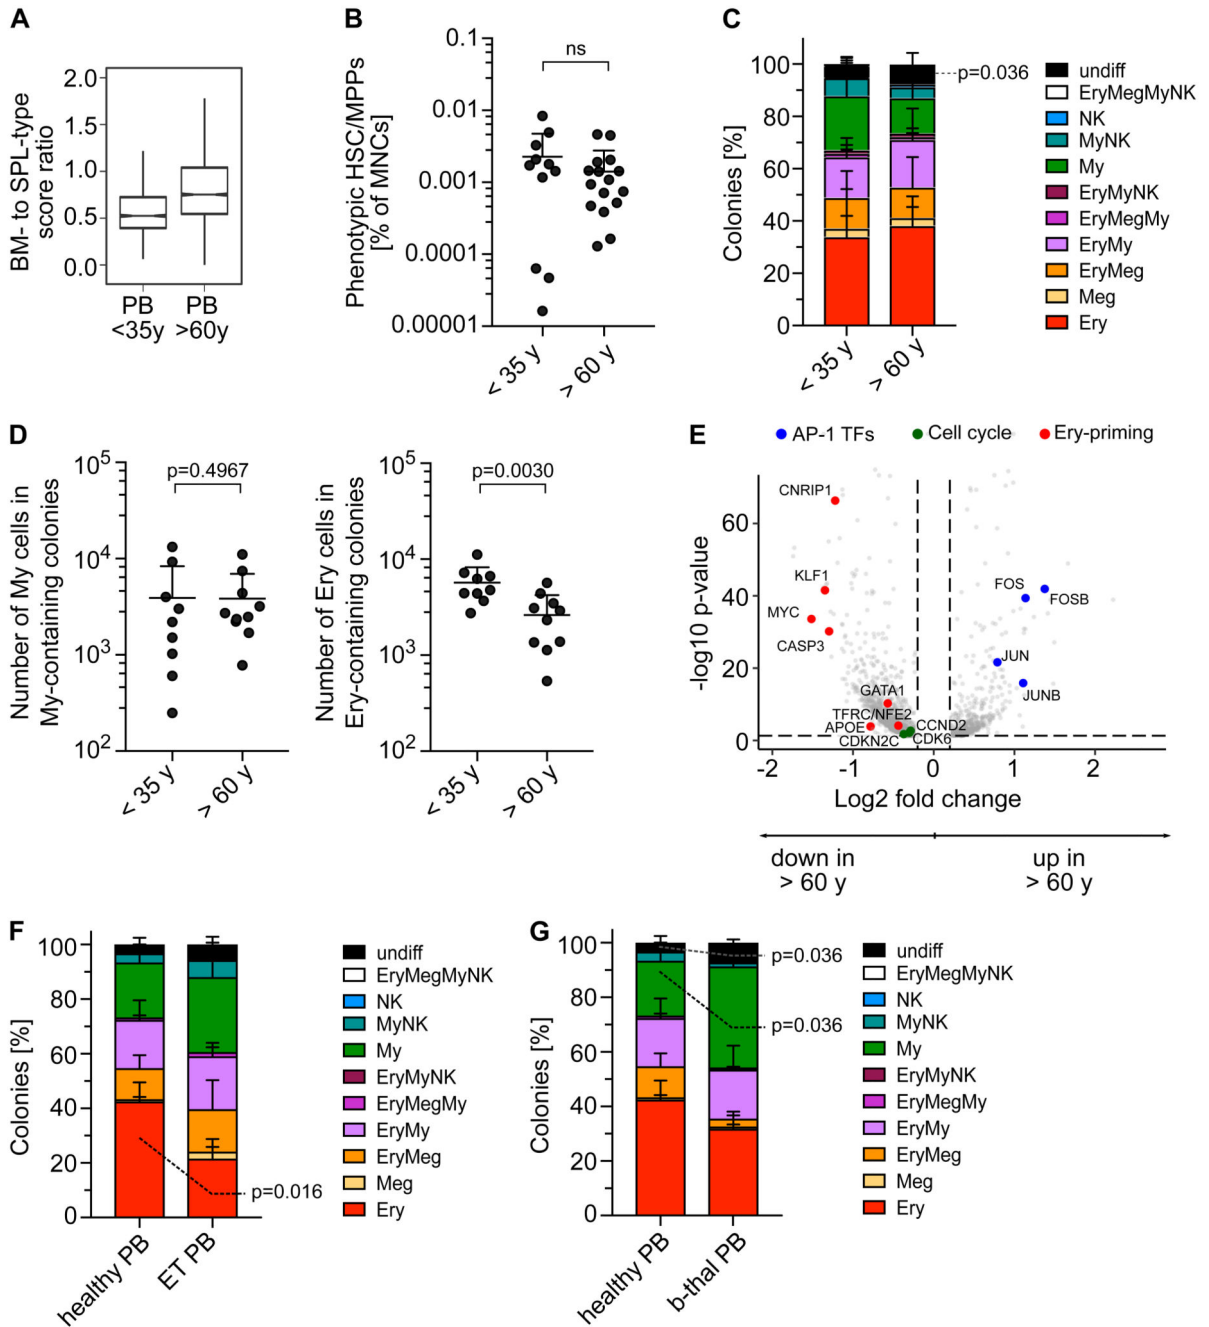 A
BM- to SPL-type
score ratio
2.0
1.0
0.5
0.0
PB
<35y
PB
>60y
B
Phenotypic HSC/MPPs
[% of MNCs]
0.1
0.01
0.001
0.0001
0.00001
ns
< 35 y
> 60 y
C
Colonies [%]
100
80
60
40
20
0
p=0.036
< 35 y
> 60 y
undiff
EryMegMyNK
NK
MyNK
My
EryMyNK
EryMegMy
EryMy
EryMeg
Meg
Ery
D
Number of My cells in
My-containing colonies
10^5
10^4
10^3
10^2
p=0.4967
< 35 y
> 60 y
Number of Ery cells in
Ery-containing colonies
10^5
10^4
10^3
10^2
p=0.0030
< 35 y
> 60 y
E
AP-1 TFs
Cell cycle
Ery-priming
-log10 p-value
60
40
20
0
CNRIP1
KLF1
MYC
CASP3
GATA1
TFRC/NFE2
APOE
CDKN2C
CCND2
CDK6
FOS
FOSB
JUN
JUNB
-2
-1
0
1
2
Log2 fold change
down in
> 60 y
up in
> 60 y
F
Colonies [%]
100
80
60
40
20
0
p=0.016
healthy PB
ET PB
undiff
EryMegMyNK
NK
MyNK
My
EryMyNK
EryMegMy
EryMy
EryMeg
Meg
Ery
G
Colonies [%]
100
80
60
40
20
0
p=0.036
p=0.036
healthy PB
b-thal PB
undiff
EryMegMyNK
NK
MyNK
My
EryMyNK
EryMegMy
EryMy
EryMeg
Meg
Ery